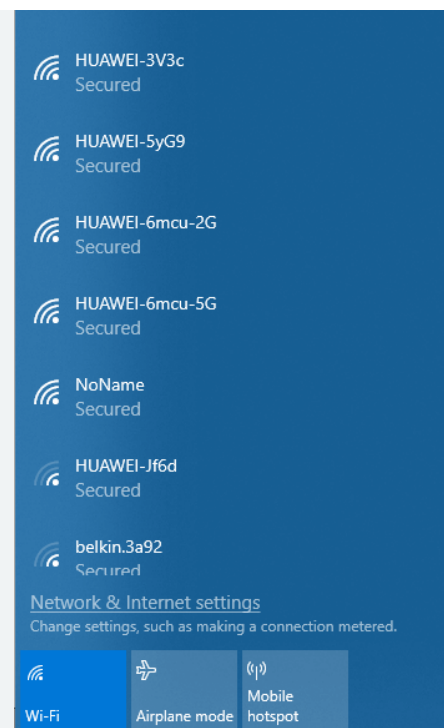 HUAWEI-3V3c
Secured
HUAWEI-5yG9
Secured
HUAWEI-6mcu-2G
Secured
HUAWEI-6mcu-5G
Secured
NoName
Secured
HUAWEI-Jf6d
Secured
belkin.3a92
Secured
Network & Internet settings
Change settings, such as making a connection metered.
Wi-Fi
Airplane mode
Mobile
hotspot